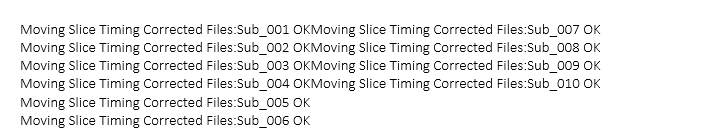 Moving Slice Timing Corrected Files:Sub_001 OKMoving Slice Timing Corrected Files:Sub_007 OK
Moving Slice Timing Corrected Files:Sub_002 OKMoving Slice Timing Corrected Files:Sub_008 OK
Moving Slice Timing Corrected Files:Sub_003 OKMoving Slice Timing Corrected Files:Sub_009 OK
Moving Slice Timing Corrected Files:Sub_004 OKMoving Slice Timing Corrected Files:Sub_010 OK
Moving Slice Timing Corrected Files:Sub_005 OK
Moving Slice Timing Corrected Files:Sub_006 OK